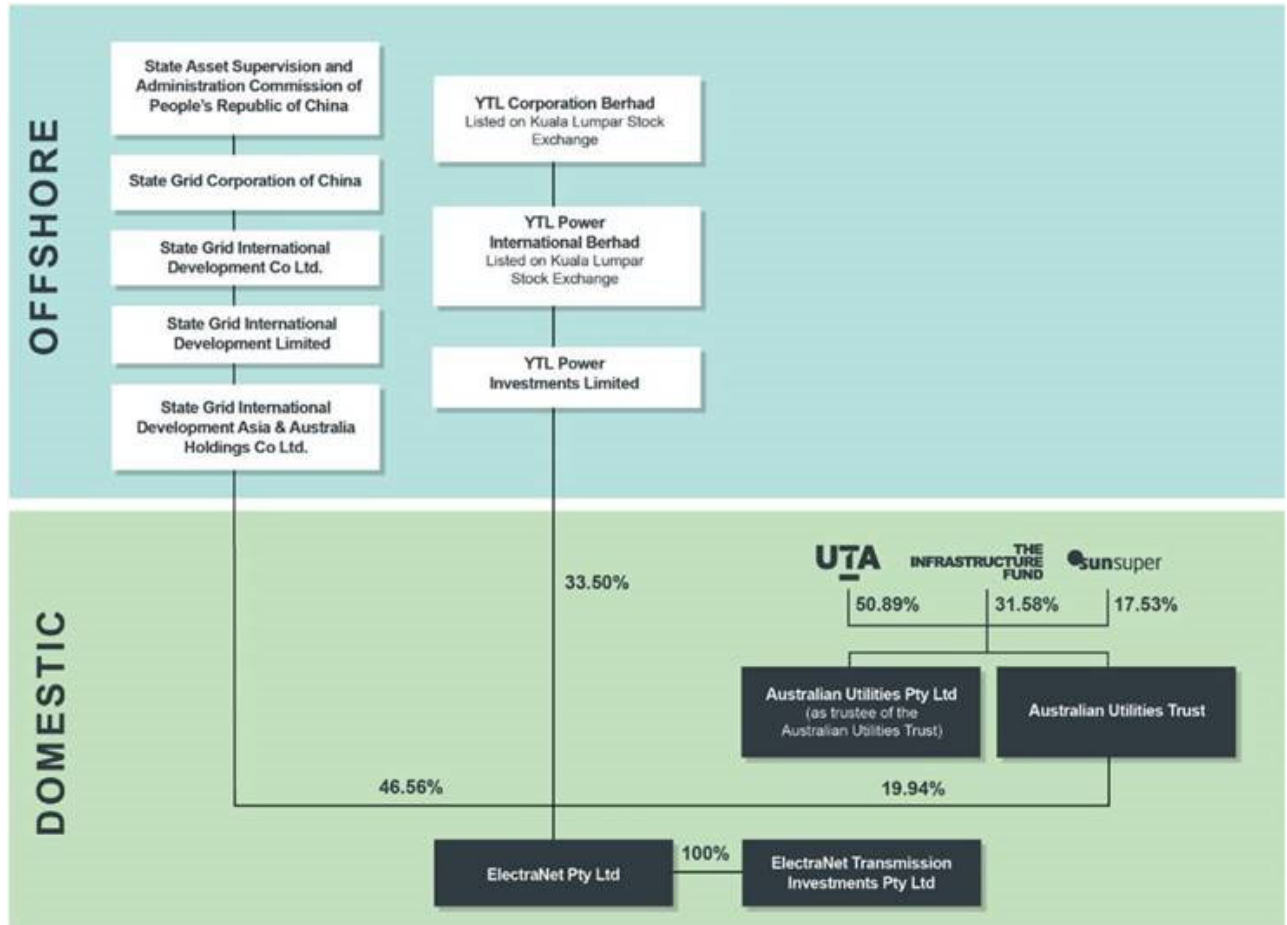 OFFSHORE
State Asset Supervision and
Administration Commission of
People's Republic of China
State Grid Corporation of China
State Grid International
Development Co Ltd.
State Grid International
Development Limited
State Grid International
Development Asia & Australia
Holdings Co Ltd.
YTL Corporation Berhad
Listed on Kuala Lumpar Stock
Exchange
YTL Power
International Berhad
Listed on Kuala Lumpar
Stock Exchange
YTL Power
Investments Limited
DOMESTIC
33.50%
UTA
THE
INFRASTRUCTURE
FUND
sunsuper
50.89%
31.58%
17.53%
Australian Utilities Pty Ltd
(as trustee of the
Australian Utilities Trust)
Australian Utilities Trust
46.56%
19.94%
ElectraNet Pty Ltd
100%
ElectraNet Transmission
Investments Pty Ltd